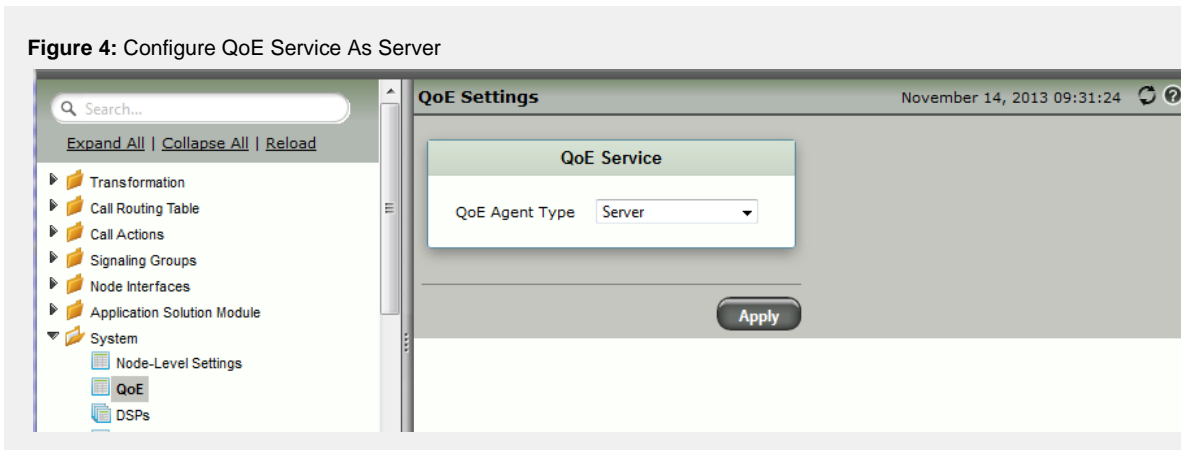 Figure 4: Configure QoE Service As Server
Search...
Expand All | Collapse All | Reload
Transformation
Call Routing Table
Call Actions
Signaling Groups
Node Interfaces
Application Solution Module
System
Node-Level Settings
QoE
DSPs
QoE Settings
November 14, 2013 09:31:24
QoE Service
QoE Agent Type Server
Apply